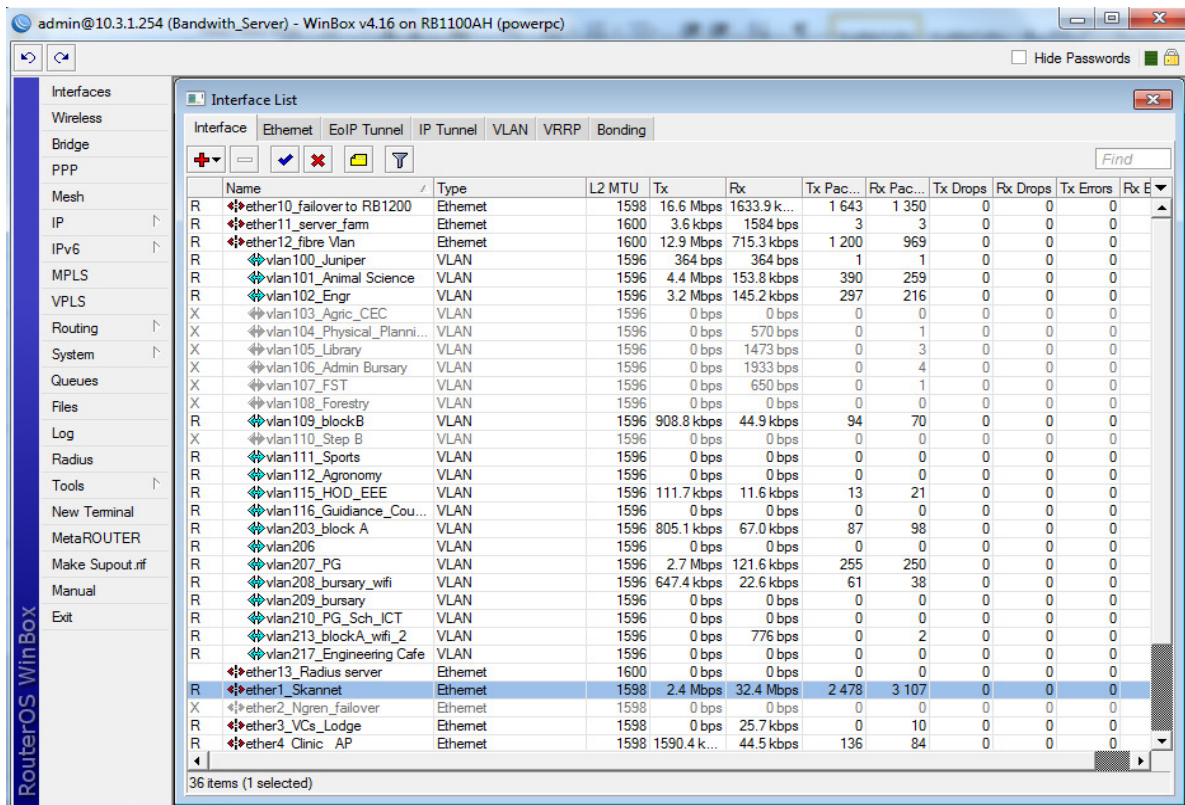 admin@10.3.1.254 (Bandwith_Server) - WinBox v4.16 on RB1100AH (powerpc)
Hide Passwords
Interfaces
Wireless
Bridge
PPP
Mesh
IP
IPv6
MPLS
VPLS
Routing
System
Queues
Files
Log
Radius
Tools
New Terminal
MetaROUTER
Make Supout.rif
Manual
Exit
RouterOS WinBox
Interface List
Interface Ethernet EoIP Tunnel IP Tunnel VLAN VRRP Bonding
Find
Name Type L2 MTU Tx Rx Tx Pac... Rx Pac... Tx Drops Rx Drops Tx Errors Rx E
R ether10_failover to RB1200 Ethernet 1598 16.6 Mbps 1633.9 k... 1 643 1 350 0 0 0
R ether11_server_farm Ethernet 1600 3.6 kbps 1584 bps 3 3 0 0 0
R ether12_fibre Vlan Ethernet 1600 12.9 Mbps 715.3 kbps 1 200 969 0 0 0
R vlan100_Juniper VLAN 1596 364 bps 364 bps 1 1 0 0 0
R vlan101_Animal Science VLAN 1596 4.4 Mbps 153.8 kbps 390 259 0 0 0
R vlan102_Engr VLAN 1596 3.2 Mbps 145.2 kbps 297 216 0 0 0
X vlan103_Agric_CEC VLAN 1596 0 bps 0 bps 0 0 0 0 0
X vlan104_Physical_Planni... VLAN 1596 0 bps 570 bps 0 1 0 0 0
X vlan105_Library VLAN 1596 0 bps 1473 bps 0 3 0 0 0
X vlan106_Admin Bursary VLAN 1596 0 bps 1933 bps 0 4 0 0 0
X vlan107_FST VLAN 1596 0 bps 650 bps 0 1 0 0 0
X vlan108_Forestry VLAN 1596 0 bps 0 bps 0 0 0 0 0
R vlan109_blockB VLAN 1596 908.8 kbps 44.9 kbps 94 70 0 0 0
X vlan110_Step B VLAN 1596 0 bps 0 bps 0 0 0 0 0
R vlan111_Sports VLAN 1596 0 bps 0 bps 0 0 0 0 0
R vlan112_Agronomy VLAN 1596 0 bps 0 bps 0 0 0 0 0
R vlan115_HOD_EEE VLAN 1596 111.7 kbps 11.6 kbps 13 21 0 0 0
R vlan116_Guidiance_Cou... VLAN 1596 0 bps 0 bps 0 0 0 0 0
R vlan203_block A VLAN 1596 805.1 kbps 67.0 kbps 87 98 0 0 0
R vlan206 VLAN 1596 0 bps 0 bps 0 0 0 0 0
R vlan207_PG VLAN 1596 2.7 Mbps 121.6 kbps 255 250 0 0 0
R vlan208_bursary_wifi VLAN 1596 647.4 kbps 22.6 kbps 61 38 0 0 0
R vlan209_bursary VLAN 1596 0 bps 0 bps 0 0 0 0 0
R vlan210_PG_Sch_ICT VLAN 1596 0 bps 0 bps 0 0 0 0 0
R vlan213_blockA_wifi_2 VLAN 1596 0 bps 776 bps 0 2 0 0 0
R vlan217_Engineering Cafe VLAN 1596 0 bps 0 bps 0 0 0 0 0
ether13_Radius server Ethernet 1600 0 bps 0 bps 0 0 0 0 0
R ether1_Skannet Ethernet 1598 2.4 Mbps 32.4 Mbps 2 478 3 107 0 0 0
X ether2_Ngren_failover Ethernet 1598 0 bps 0 bps 0 0 0 0 0
R ether3_VCs_Lodge Ethernet 1598 0 bps 25.7 kbps 0 10 0 0 0
R ether4 Clinic AP Ethernet 1598 1590.4 k... 44.5 kbps 136 84 0 0 0
36 items (1 selected)